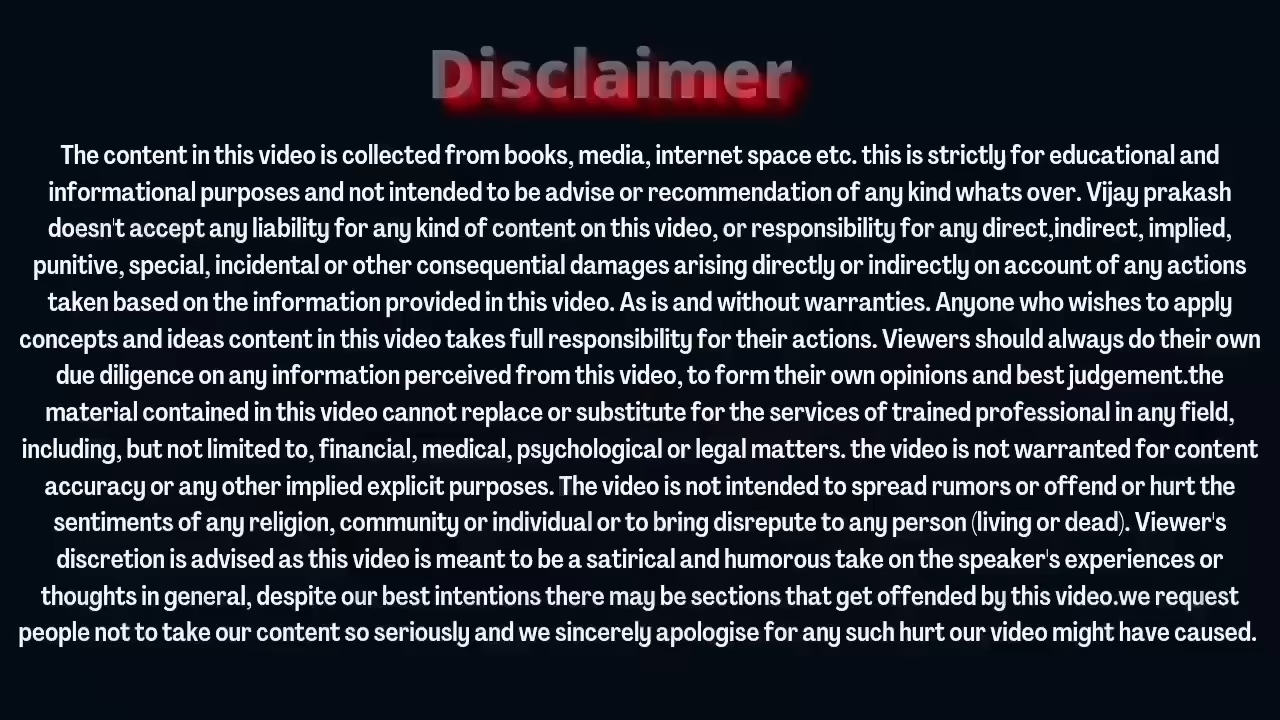 Disclaimer
The content in this video is collected from books, media, internet space etc. this is strictly for educational and
informational purposes and not intended to be advise or recommendation of any kind whats over. Vijay prakash
doesn't accept any liability for any kind of content on this video, or responsibility for any direct,indirect, implied,
punitive, special, incidental or other consequential damages arising directly or indirectly on account of any actions
taken based on the information provided in this video. As is and without warranties. Anyone who wishes to apply
concepts and ideas content in this video takes full responsibility for their actions. Viewers should always do their own
due diligence on any information perceived from this video, to form their own opinions and best judgement.the
material contained in this video cannot replace or substitute for the services of trained professional in any field,
including, but not limited to, financial, medical, psychological or legal matters. the video is not warranted for content
accuracy or any other implied explicit purposes. The video is not intended to spread rumors or offend or hurt the
sentiments of any religion, community or individual or to bring disrepute to any person (living or dead). Viewer's
discretion is advised as this video is meant to be a satirical and humorous take on the speaker's experiences or
thoughts in general, despite our best intentions there may be sections that get offended by this video.we request
people not to take our content so seriously and we sincerely apologise for any such hurt our video might have caused.